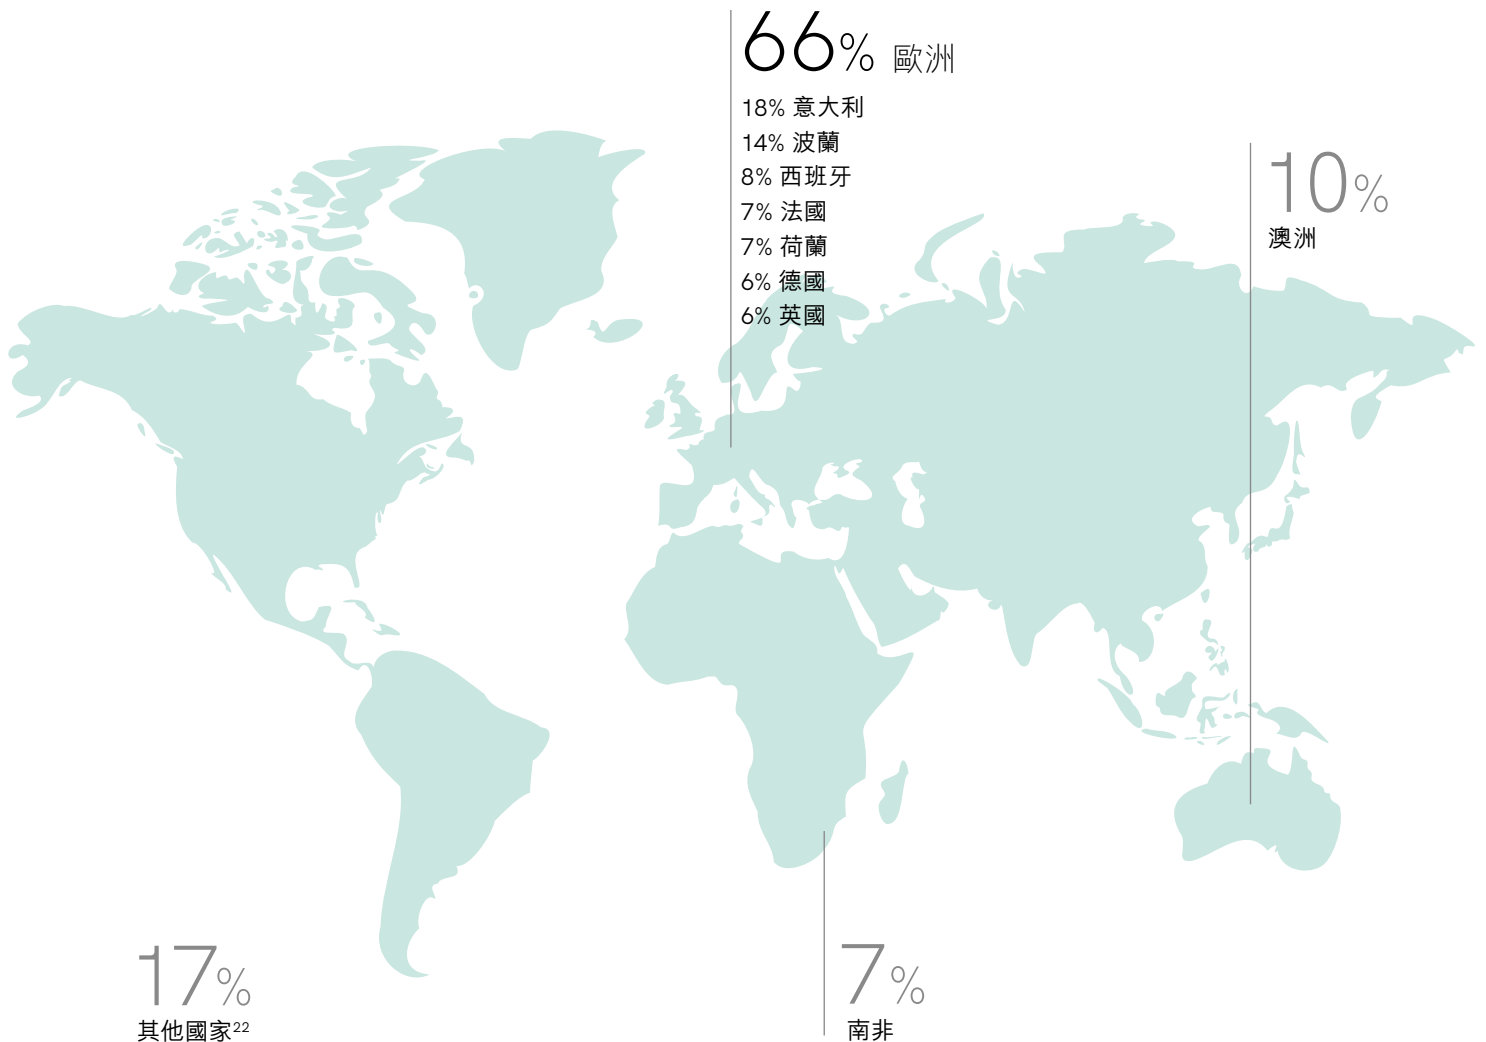 66% 歐洲
18% 意大利
14% 波蘭
8% 西班牙
7% 法國
7% 荷蘭
6% 德國
6% 英國
10%
澳洲
17%
其他國家22
7%
南非